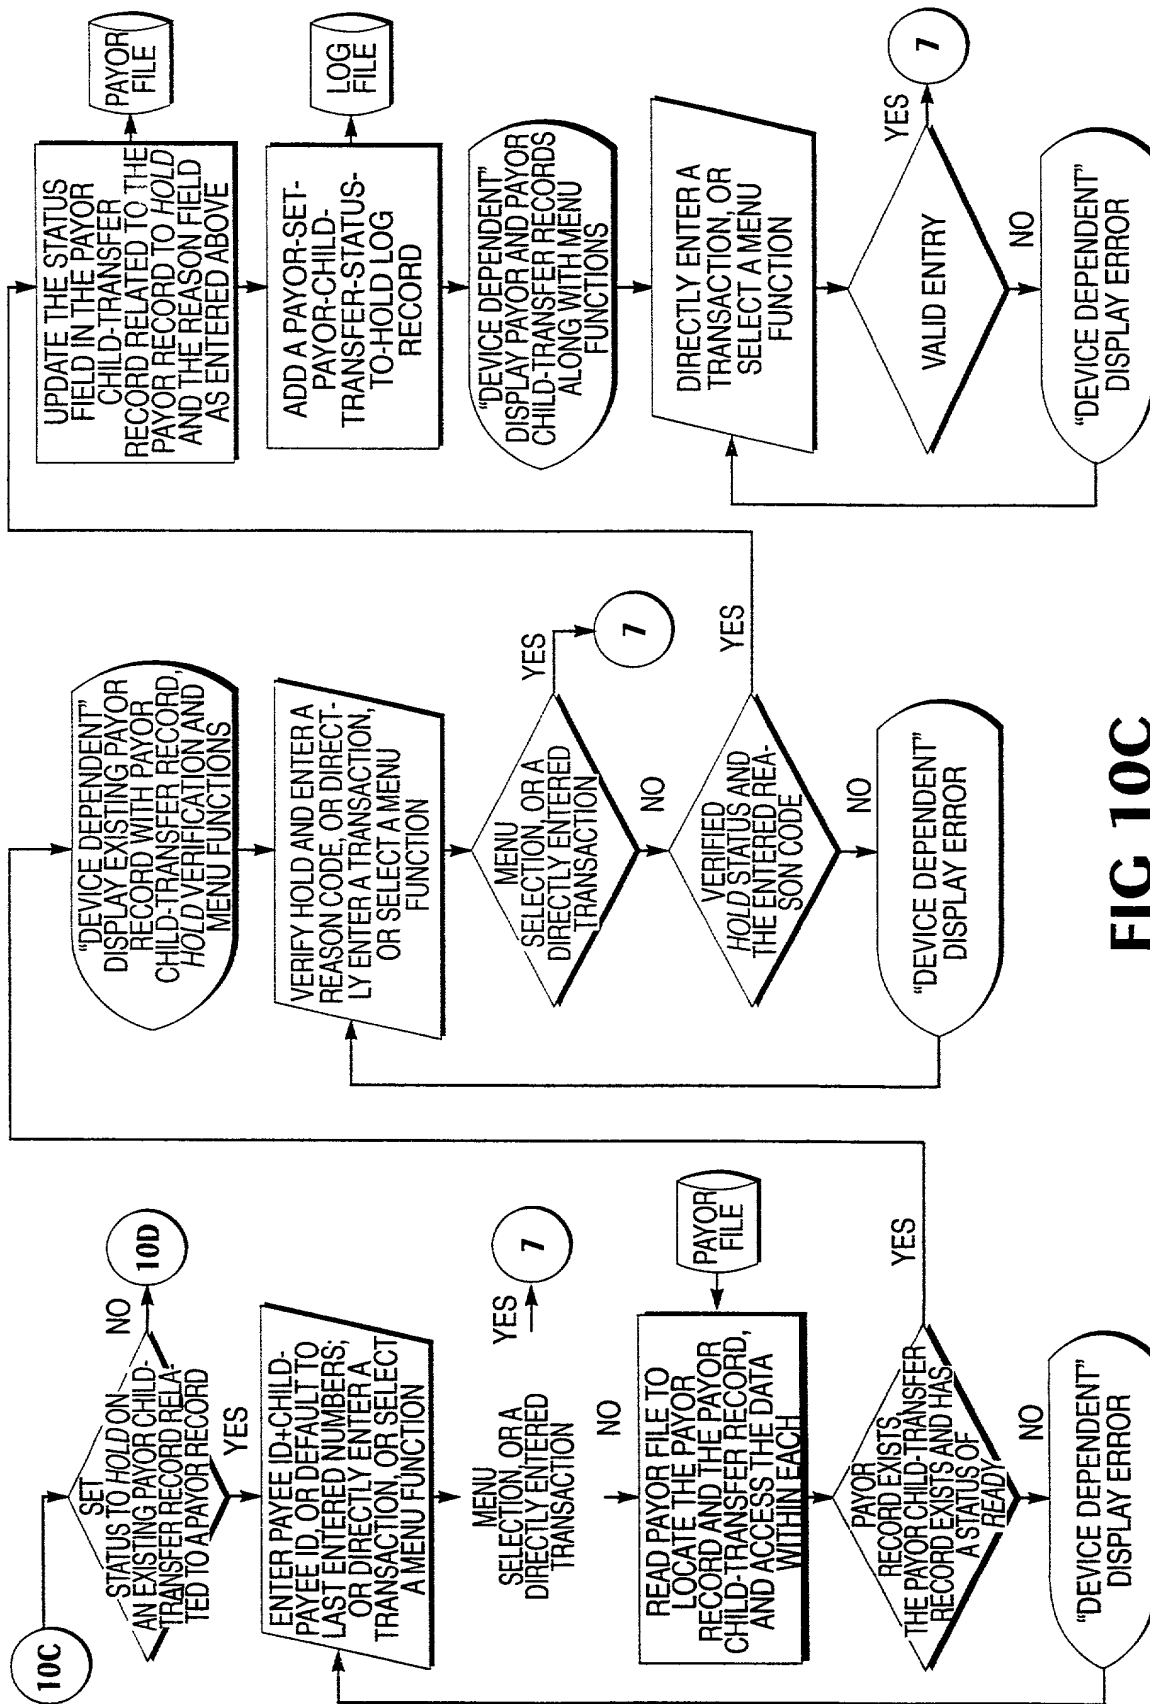 10C
SET
STATUS TO HOLD ON
AN EXISTING PAYOR CHILD-
TRANSFER RECORD RELA-
TED TO A PAYOR RECORD
NO
10D
YES
ENTER PAYEE ID+CHILD-
PAYEE ID, OR DEFAULT TO
LAST ENTERED NUMBERS;
OR DIRECTLY ENTER A
TRANSACTION, OR SELECT
A MENU FUNCTION
MENU
SELECTION, OR A
DIRECTLY ENTERED
TRANSACTION
YES
7
NO
READ PAYOR FILE TO
LOCATE THE PAYOR
RECORD AND THE PAYOR
CHILD-TRANSFER RECORD,
AND ACCESS THE DATA
WITHIN EACH
PAYOR
FILE
PAYOR
RECORD EXISTS,
THE PAYOR CHILD-TRANSFER
RECORD EXISTS AND HAS
A STATUS OF
READY
YES
NO
"DEVICE DEPENDENT"
DISPLAY ERROR
"DEVICE DEPENDENT"
DISPLAY EXISTING PAYOR
RECORD WITH PAYOR
CHILD-TRANSFER RECORD,
HOLD VERIFICATION AND
MENU FUNCTIONS
VERIFY HOLD AND ENTER A
REASON CODE, OR DIRECT-
LY ENTER A TRANSACTION,
OR SELECT A MENU
FUNCTION
MENU
SELECTION, OR A
DIRECTLY ENTERED
TRANSACTION
YES
7
NO
VERIFIED
HOLD STATUS AND
THE ENTERED REA-
SON CODE
YES
NO
"DEVICE DEPENDENT"
DISPLAY ERROR
UPDATE THE STATUS
FIELD IN THE PAYOR
CHILD-TRANSFER
RECORD RELATED TO THE
PAYOR RECORD TO HOLD
AND THE REASON FIELD
AS ENTERED ABOVE
PAYOR
FILE
ADD A PAYOR-SET-
PAYOR-CHILD-
TRANSFER-STATUS-
TO-HOLD LOG
RECORD
LOG
FILE
"DEVICE DEPENDENT"
DISPLAY PAYOR AND PAYOR
CHILD-TRANSFER RECORDS
ALONG WITH MENU
FUNCTIONS
DIRECTLY ENTER A
TRANSACTION, OR
SELECT A MENU
FUNCTION
VALID ENTRY
YES
7
NO
"DEVICE DEPENDENT"
DISPLAY ERROR
FIG 10C